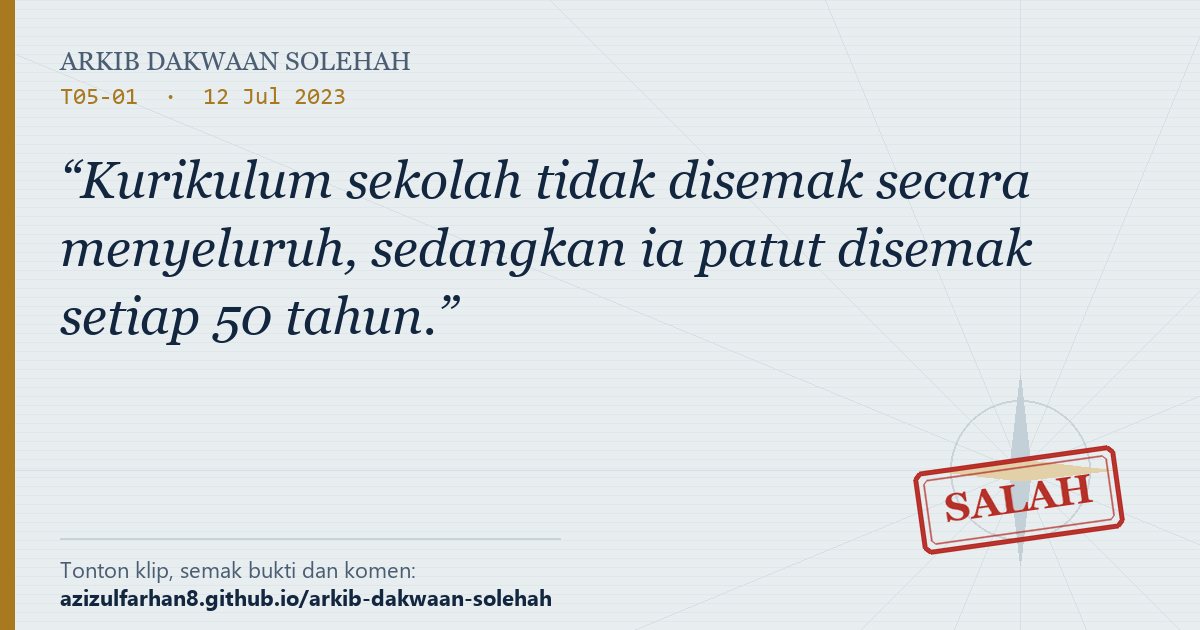 ARKIB DAKWAAN SOLEHAH
T05-01 · 12 Jul 2023
“Kurikulum sekolah tidak disemak secara
menyeluruh, sedangkan ia patut disemak
setiap 50 tahun.”
SALAH
Tonton klip, semak bukti dan komen:
azizulfarhan8.github.io/arkib-dakwaan-solehah